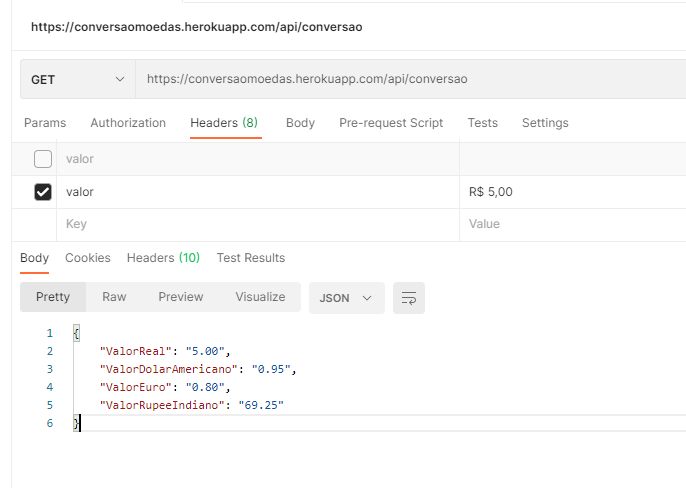 https://conversaomoedas.herokuapp.com/api/conversao
GET https://conversaomoedas.herokuapp.com/api/conversao
Params Authorization Headers (8) Body Pre-request Script Tests Settings
valor
valor R$ 5,00
Key Value
Body Cookies Headers (10) Test Results
Pretty Raw Preview Visualize JSON
1 {
2 "ValorReal": "5.00",
3 "ValorDolarAmericano": "0.95",
4 "ValorEuro": "0.80",
5 "ValorRupeeIndiano": "69.25"
6 }